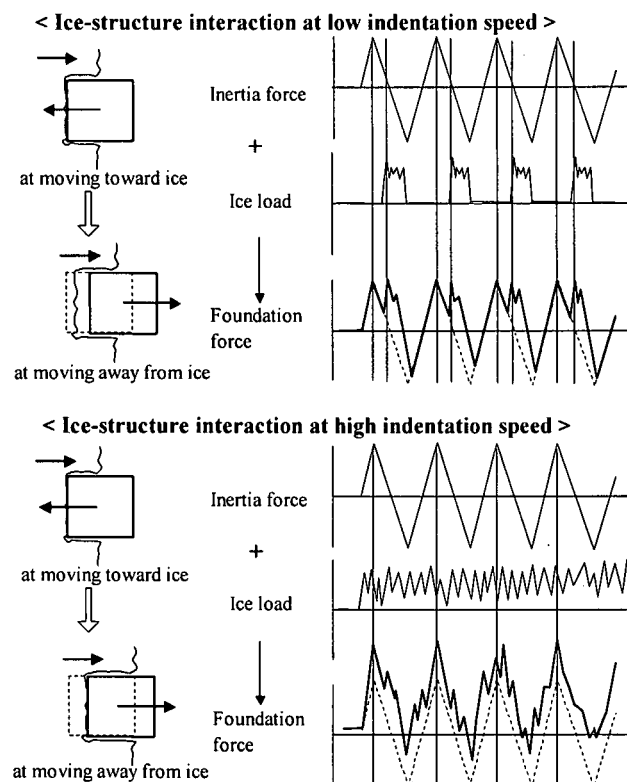 < Ice-structure interaction at low indentation speed >
Inertia force
+
at moving toward ice
Ice load
Foundation
force
at moving away from ice
< Ice-structure interaction at high indentation speed >
Inertia force
+
at moving toward ice
Ice load
Foundation
force
at moving away from ice